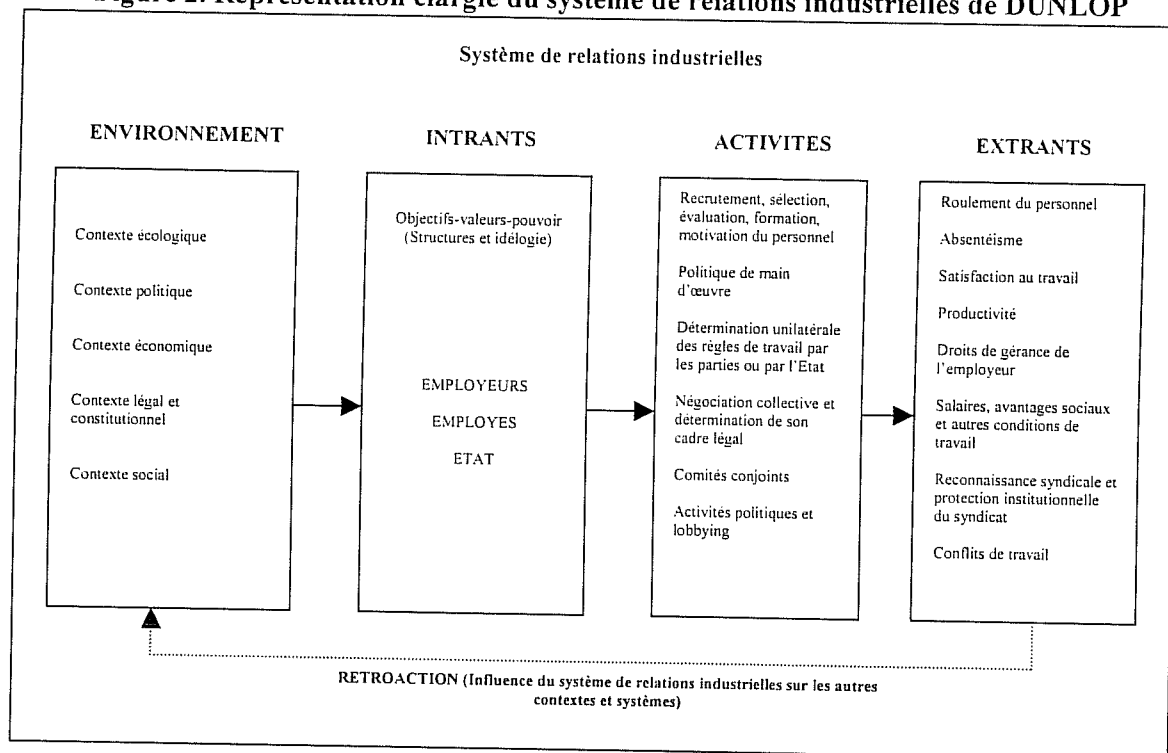 Figure 2: Représentation élargie du système de relations industrielles de DUNLOP
Système de relations industrielles
ENVIRONNEMENT
Contexte écologique
Contexte politique
Contexte économique
Contexte légal et
constitutionnel
Contexte social
INTRANTS
Objectifs-valeurs-pouvoir
(Structures et idélogie)
EMPLOYEURS
EMPLOYES
ETAT
ACTIVITES
Recrutement, sélection,
évaluation, formation,
motivation du personnel
Politique de main
d'œuvre
Détermination unilatérale
des règles de travail par
les parties ou par l'Etat
Négociation collective et
détermination de son
cadre légal
Comités conjoints
Activités politiques et
lobbying
EXTRANTS
Roulement du personnel
Absentéisme
Satisfaction au travail
Productivité
Droits de gérance de
l'employeur
Salaires, avantages sociaux
et autres conditions de
travail
Reconnaissance syndicale et
protection institutionnelle
du syndicat
Conflits de travail
RETROACTION (Influence du système de relations industrielles sur les autres
contextes et systèmes)